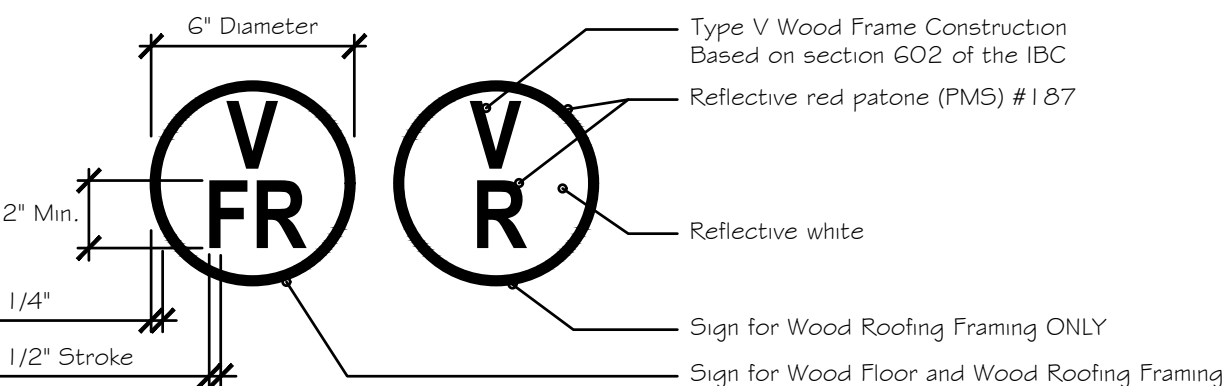 6" Diameter
Type V Wood Frame Construction
Based on section 602 of the IBC
Reflective red patone (PMS) #187
V
FR
V
R
2" Min.
Reflective white
1/4"
Sign for Wood Roofing Framing ONLY
1/2" Stroke
Sign for Wood Floor and Wood Roofing Framing